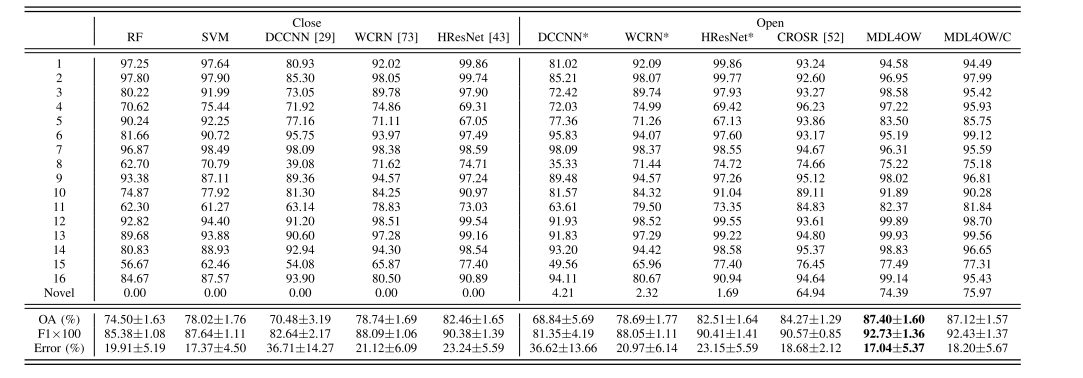 Close Open
RF SVM DCCNN [29] WCRN [73] HResNet [43] DCCNN* WCRN* HResNet* CROSR [52] MDL4OW MDL4OW/C
1 97.25 97.64 80.93 92.02 99.86 81.02 92.09 99.86 93.24 94.58 94.49
2 97.80 97.90 85.30 98.05 99.74 85.21 98.07 99.77 92.60 96.95 97.99
3 80.22 91.99 73.05 89.78 97.90 72.42 89.74 97.93 93.27 98.58 95.42
4 70.62 75.44 71.92 74.86 69.31 72.03 74.99 69.42 96.23 97.22 95.93
5 90.24 92.25 77.16 71.11 67.05 77.36 71.26 67.13 93.86 83.50 85.75
6 81.66 90.72 95.75 93.97 97.49 95.83 94.07 97.60 93.17 95.19 99.12
7 96.87 98.49 98.09 98.38 98.59 98.09 98.37 98.55 94.67 96.31 95.59
8 62.70 70.79 39.08 71.62 74.71 35.33 71.44 74.72 74.66 75.22 75.18
9 93.38 87.11 89.36 94.57 97.24 89.48 94.57 97.26 95.12 98.02 96.81
10 74.87 77.92 81.30 84.25 90.97 81.57 84.32 91.04 89.11 91.89 90.28
11 62.30 61.27 63.14 78.83 73.03 63.61 79.50 73.35 84.83 82.37 81.84
12 92.82 94.40 91.20 98.51 99.54 91.93 98.52 99.55 93.61 99.89 98.70
13 89.68 93.88 90.60 97.28 99.16 91.83 97.29 99.22 94.80 99.93 99.56
14 80.83 88.93 92.94 94.30 98.54 93.20 94.42 98.58 95.37 98.83 96.65
15 56.67 62.46 54.08 65.87 77.40 49.56 65.96 77.40 76.45 77.49 77.31
16 84.67 87.57 93.90 80.50 90.89 94.11 80.67 90.94 94.64 99.14 95.43
Novel 0.00 0.00 0.00 0.00 0.00 4.21 2.32 1.69 64.94 74.39 75.97
OA (%) 74.50±1.63 78.02±1.76 70.48±3.19 78.74±1.69 82.46±1.65 68.84±5.69 78.69±1.77 82.51±1.64 84.27±1.29 87.40±1.60 87.12±1.57
F1×100 85.38±1.08 87.64±1.11 82.64±2.17 88.09±1.06 90.38±1.39 81.35±4.19 88.05±1.11 90.41±1.41 90.57±0.85 92.73±1.36 92.43±1.37
Error (%) 19.91±5.19 17.37±4.50 36.71±14.27 21.12±6.09 23.24±5.59 36.62±13.66 20.97±6.14 23.15±5.59 18.68±2.12 17.04±5.37 18.20±5.67